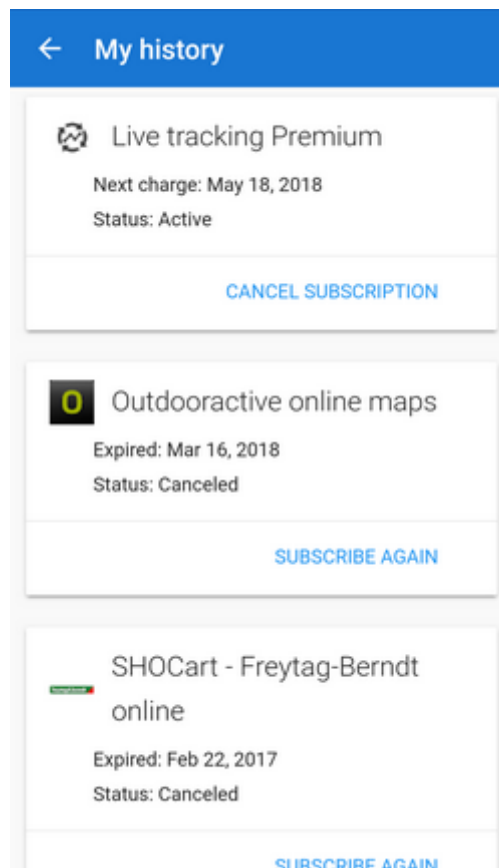 My history
Live tracking Premium
Next charge: May 18, 2018
Status: Active
CANCEL SUBSCRIPTION
Outdooractive online maps
Expired: Mar 16, 2018
Status: Canceled
SUBSCRIBE AGAIN
SHOCart - Freytag-Berndt
online
Expired: Feb 22, 2017
Status: Canceled
SUBSCRIBE AGAIN